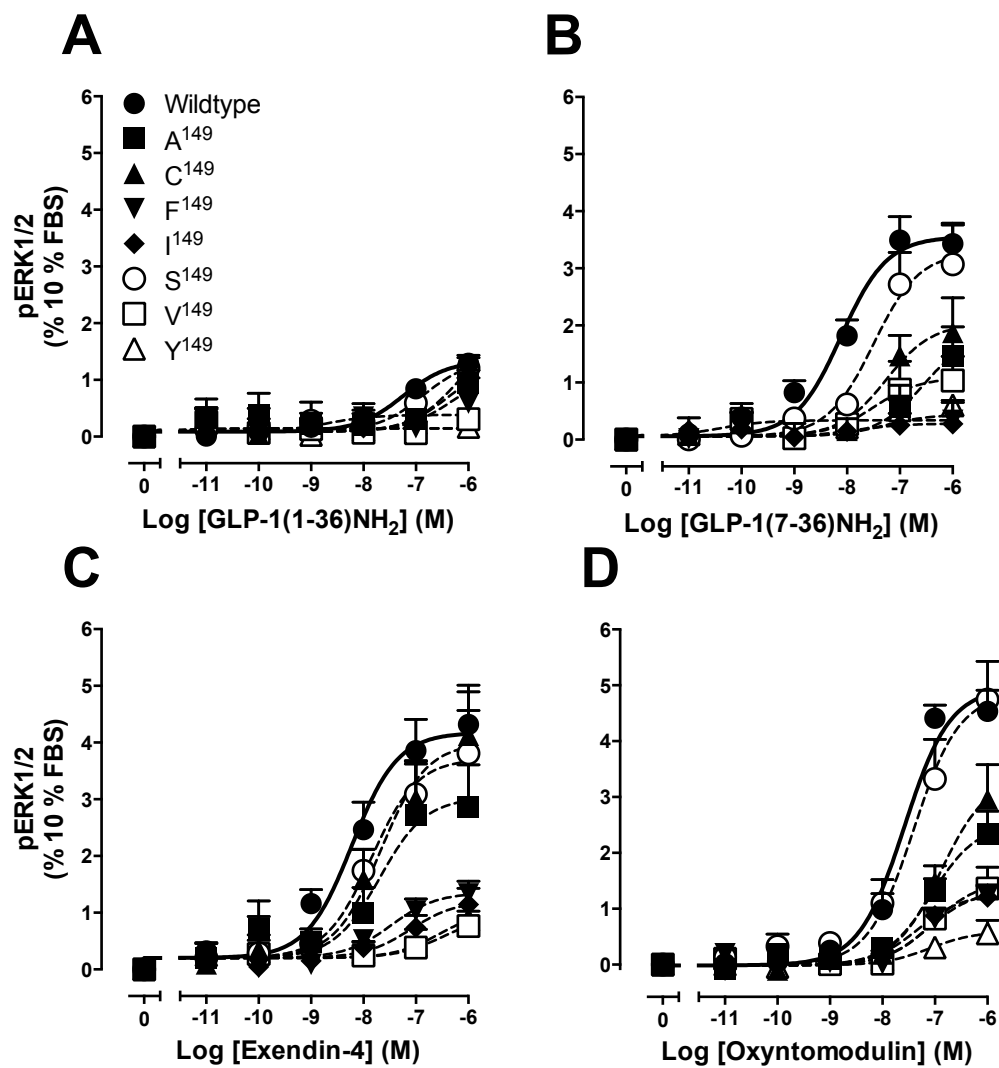 A
pERK1/2
(% 10 % FBS)
6
5
4
3
2
1
0
Wildtype
A149
C149
F149
I149
S149
V149
Y149
0 -11 -10 -9 -8 -7 -6
Log [GLP-1(1-36)NH2] (M)
B
6
5
4
3
2
1
0
0 -11 -10 -9 -8 -7 -6
Log [GLP-1(7-36)NH2] (M)
C
pERK1/2
(% 10 % FBS)
6
5
4
3
2
1
0
0 -11 -10 -9 -8 -7 -6
Log [Exendin-4] (M)
D
6
5
4
3
2
1
0
0 -11 -10 -9 -8 -7 -6
Log [Oxyntomodulin] (M)